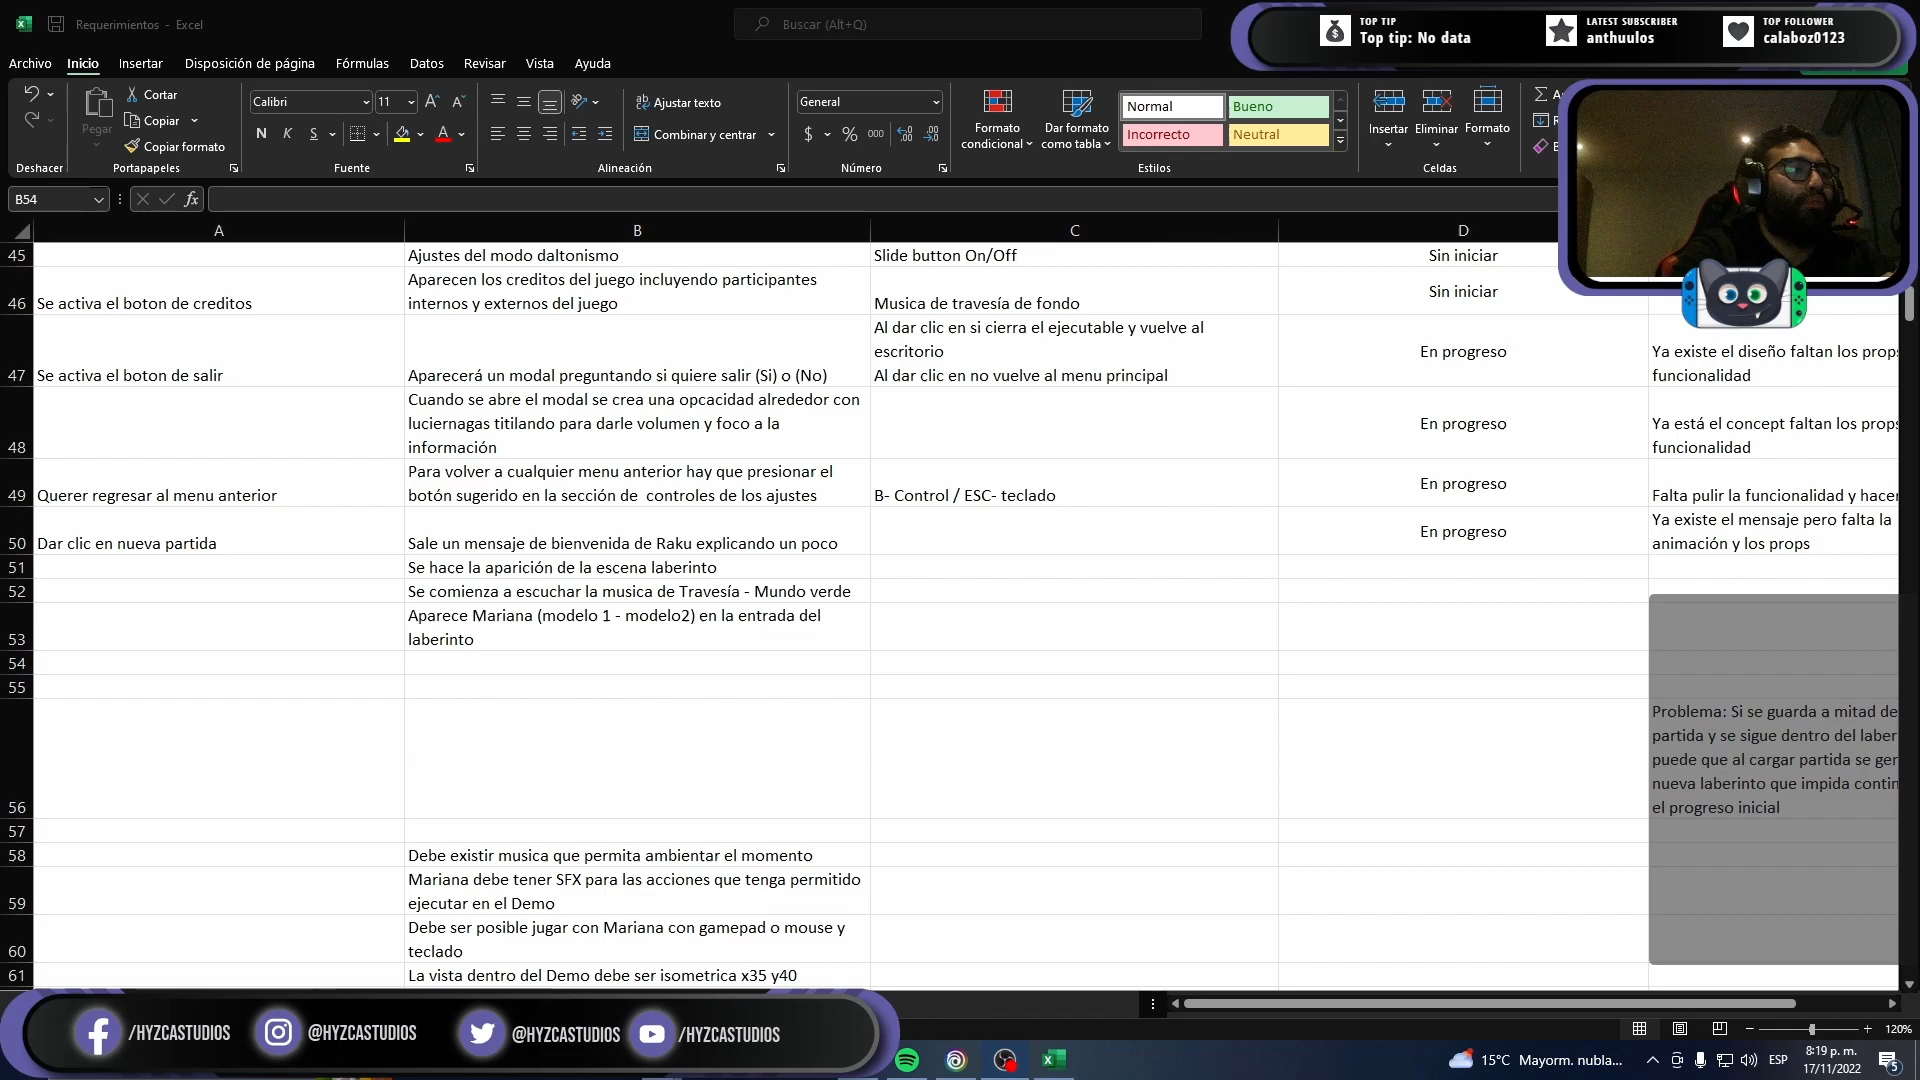 Requerimientos - Excel
Buscar (Alt+Q)
TOP TIP
Top tip: No data
LATEST SUBSCRIBER
anthuulos
TOP FOLLOWER
calaboz0123
Archivo Inicio Insertar Disposición de página Fórmulas Datos Revisar Vista Ayuda
Pegar
Cortar
Copiar
Copiar formato
Calibri 11
N K S
Ajustar texto
Combinar y centrar
General
$ % 000
Formato condicional
Dar formato como tabla
Normal Bueno
Incorrecto Neutral
Insertar Eliminar Formato
Deshacer Portapapeles Fuente Alineación Número Estilos Celdas
B54 fx
A B C D
45 Ajustes del modo daltonismo Slide button On/Off Sin iniciar
Aparecen los creditos del juego incluyendo participantes
46 Se activa el boton de creditos internos y externos del juego Musica de travesía de fondo Sin iniciar
Al dar clic en si cierra el ejecutable y vuelve al
escritorio En progreso Ya existe el diseño faltan los props
47 Se activa el boton de salir Aparecerá un modal preguntando si quiere salir (Si) o (No) Al dar clic en no vuelve al menu principal funcionalidad
Cuando se abre el modal se crea una opcacidad alrededor con
luciernagas titilando para darle volumen y foco a la En progreso Ya está el concept faltan los props
48 información funcionalidad
Para volver a cualquier menu anterior hay que presionar el En progreso
49 Querer regresar al menu anterior botón sugerido en la sección de  controles de los ajustes B- Control / ESC- teclado Falta pulir la funcionalidad y hacer
En progreso Ya existe el mensaje pero falta la
50 Dar clic en nueva partida Sale un mensaje de bienvenida de Raku explicando un poco animación y los props
51 Se hace la aparición de la escena laberinto
52 Se comienza a escuchar la musica de Travesía - Mundo verde
Aparece Mariana (modelo 1 - modelo2) en la entrada del
53 laberinto
54
55
Problema: Si se guarda a mitad de
partida y se sigue dentro del laber
puede que al cargar partida se ger
nueva laberinto que impida contin
56 el progreso inicial
57
58 Debe existir musica que permita ambientar el momento
Mariana debe tener SFX para las acciones que tenga permitido
59 ejecutar en el Demo
Debe ser posible jugar con Mariana con gamepad o mouse y
60 teclado
61 La vista dentro del Demo debe ser isometrica x35 y40
/HYZCASTUDIOS @HYZCASTUDIOS @HYZCASTUDIOS /HYZCASTUDIOS
120%
15°C Mayorm. nubla... ESP
8:19 p. m.
17/11/2022
5